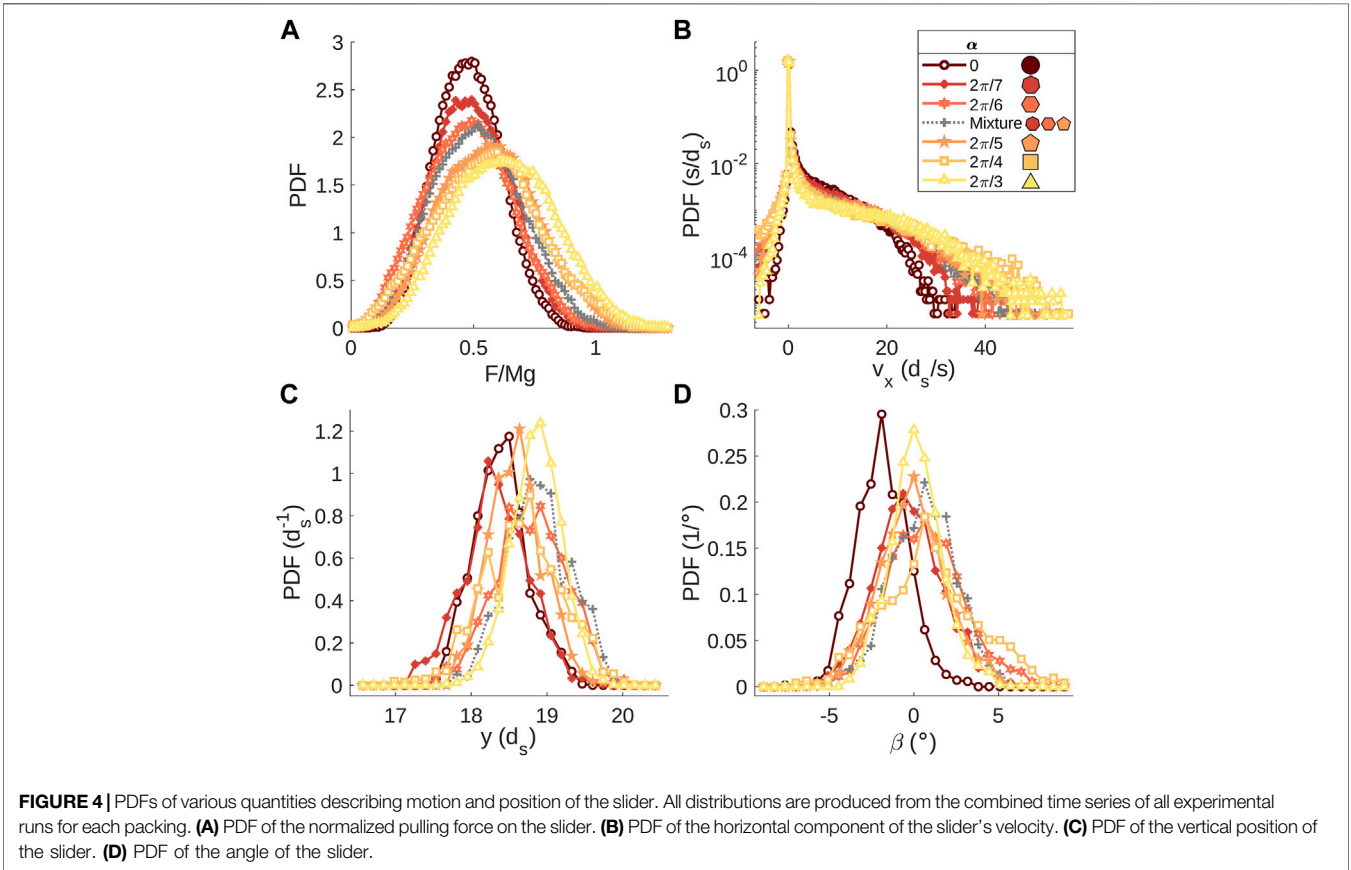 A
3
2.5
2
1.5
1
0.5
0
PDF
0
0.5
1
F/Mg
B
10^0
10^-2
10^-4
PDF (s/d_s)
0
20
40
v_x (d_s/s)
α
0
2π/7
2π/6
Mixture
2π/5
2π/4
2π/3
C
1.2
1
0.8
0.6
0.4
0.2
0
PDF (d_s^-1)
17
18
19
20
y (d_s)
D
0.3
0.25
0.2
0.15
0.1
0.05
0
PDF (1/°)
-5
0
5
β (°)
FIGURE 4 | PDFs of various quantities describing motion and position of the slider. All distributions are produced from the combined time series of all experimental
runs for each packing. (A) PDF of the normalized pulling force on the slider. (B) PDF of the horizontal component of the slider's velocity. (C) PDF of the vertical position of
the slider. (D) PDF of the angle of the slider.